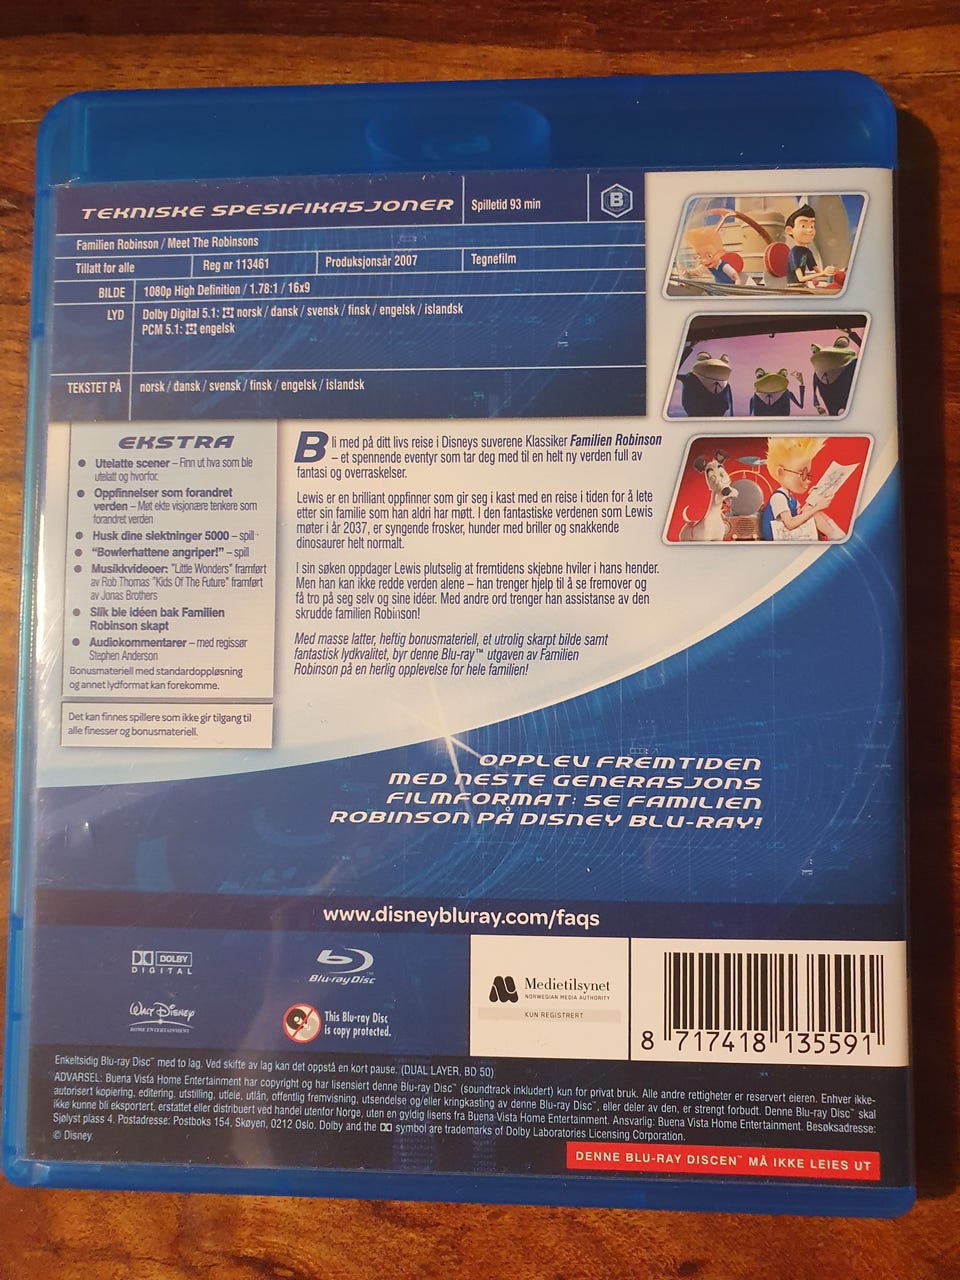 TEKNISKE SPESIFIKASJONER
Spilletid 93 min
B
Familien Robinson / Meet The Robinsons
Tillatt for alle
Reg nr 113461
Produksjonsår 2007
Tegnefilm
BILDE
1080p High Definition / 1.78:1 / 16x9
LYD
Dolby Digital 5.1: norsk / dansk / svensk / finsk / engelsk / islandsk
PCM 5.1: engelsk
TEKSTET PÅ
norsk / dansk / svensk / finsk / engelsk / islandsk
EKSTRA
• Utelatte scener – Finn ut hva som ble
utelatt og hvorfor.
• Oppfinnelser som forandret
verden – Møt ekte visjonære tenkere som
forandret verden
• Husk dine slektninger 5000 – spill
• "Bowlerhattene angriper!" – spill
• Musikkvideoer: "Little Wonders" framført
av Rob Thomas "Kids Of The Future" framført
av Jonas Brothers
• Slik ble idéen bak Familien
Robinson skapt
• Audiokommentarer – med regissør
Stephen Anderson
Bonusmateriell med standardoppløsning
og annet lydformat kan forekomme.
Det kan finnes spillere som ikke gir tilgang til
alle finesser og bonusmateriell.
Bli med på ditt livs reise i Disneys suverene Klassiker Familien Robinson
– et spennende eventyr som tar deg med til en helt ny verden full av
fantasi og overraskelser.
Lewis er en brilliant oppfinner som gir seg i kast med en reise i tiden for å lete
etter sin familie som han aldri har møtt. I den fantastiske verdenen som Lewis
møter i år 2037, er syngende frosker, hunder med briller og snakkende
dinosaurer helt normalt.
I sin søken oppdager Lewis plutselig at fremtidens skjebne hviler i hans hender.
Men han kan ikke redde verden alene – han trenger hjelp til å se fremover og
få tro på seg selv og sine idéer. Med andre ord trenger han assistanse av den
skrudde familien Robinson!
Med masse latter, heftig bonusmateriell, et utrolig skarpt bilde samt
fantastisk lydkvalitet, byr denne Blu-ray™ utgaven av Familien
Robinson på en herlig opplevelse for hele familien!
OPPLEV FREMTIDEN
MED NESTE GENERASJONS
FILMFORMAT: SE FAMILIEN
ROBINSON PÅ DISNEY BLU-RAY!
www.disneybluray.com/faqs
DOLBY
DIGITAL
Blu-ray Disc™
Walt Disney
HOME ENTERTAINMENT
This Blu-ray Disc
is copy protected.
Medietilsynet
NORWEGIAN MEDIA AUTHORITY
KUN REGISTRERT
8 717418 135591
Enkeltsidig Blu-ray Disc™ med to lag. Ved skifte av lag kan det oppstå en kort pause. (DUAL LAYER, BD 50)
ADVARSEL: Buena Vista Home Entertainment har copyright og har lisensiert denne Blu-ray Disc™ (soundtrack inkludert) kun for privat bruk. Alle andre rettigheter er reservert eieren. Enhver ikke-
autorisert kopiering, editering, utstilling, utleie, utlån, offentlig fremvisning, utsendelse og/eller kringkasting av denne Blu-ray Disc™, eller deler av den, er strengt forbudt. Denne Blu-ray Disc™ skal
ikke kunne bli eksportert, erstattet eller distribuert ved handel utenfor Norge, uten en gyldig lisens fra Buena Vista Home Entertainment. Ansvarlig: Buena Vista Home Entertainment. Besøksadresse:
Sjølyst plass 4. Postadresse: Postboks 154, Skøyen, 0212 Oslo. Dolby and the symbol are trademarks of Dolby Laboratories Licensing Corporation.
© Disney.
DENNE BLU-RAY DISCEN™ MÅ IKKE LEIES UT